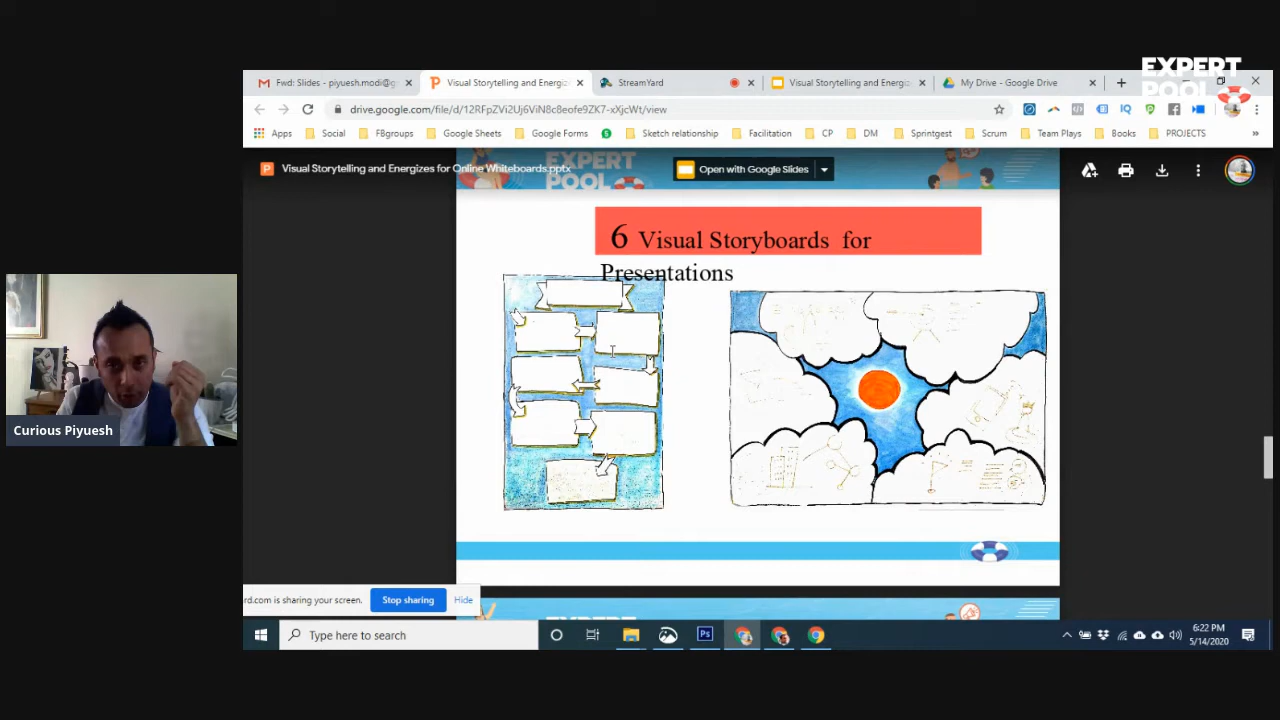 EXPERT
POOL
Fwd: Slides - piyuesh.modi@g
Visual Storytelling and Energize
StreamYard
Visual Storytelling and Energiz
My Drive - Google Drive
drive.google.com/file/d/12RFpZVi2Uj6ViN8c8eofe9ZK7-xXjcWt/view
Apps
Social
FBgroups
Google Sheets
Google Forms
Sketch relationship
Facilitation
CP
DM
Sprintgest
Scrum
Team Plays
Books
PROJECTS
Visual Storytelling and Energizes for Online Whiteboards.pptx
EXPERT
POOL
Open with Google Slides
6 Visual Storyboards for
Presentations
Curious Piyuesh
rd.com is sharing your screen.
Stop sharing
Hide
Type here to search
Ps
6:22 PM
5/14/2020